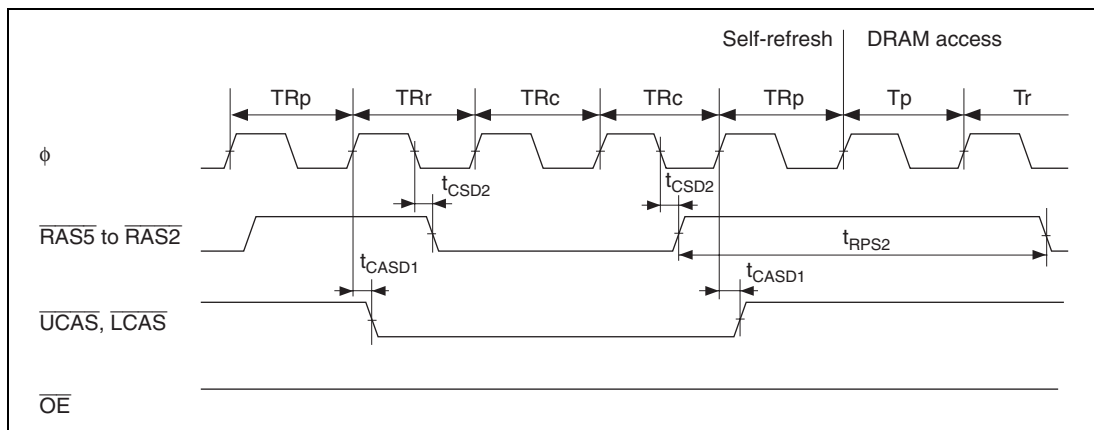 Self-refresh DRAM access
TRp TRr TRc TRc TRp Tp Tr
φ
tCSD2 tCSD2
RAS5 to RAS2
tRPS2
tCASD1 tCASD1
UCAS, LCAS
OE